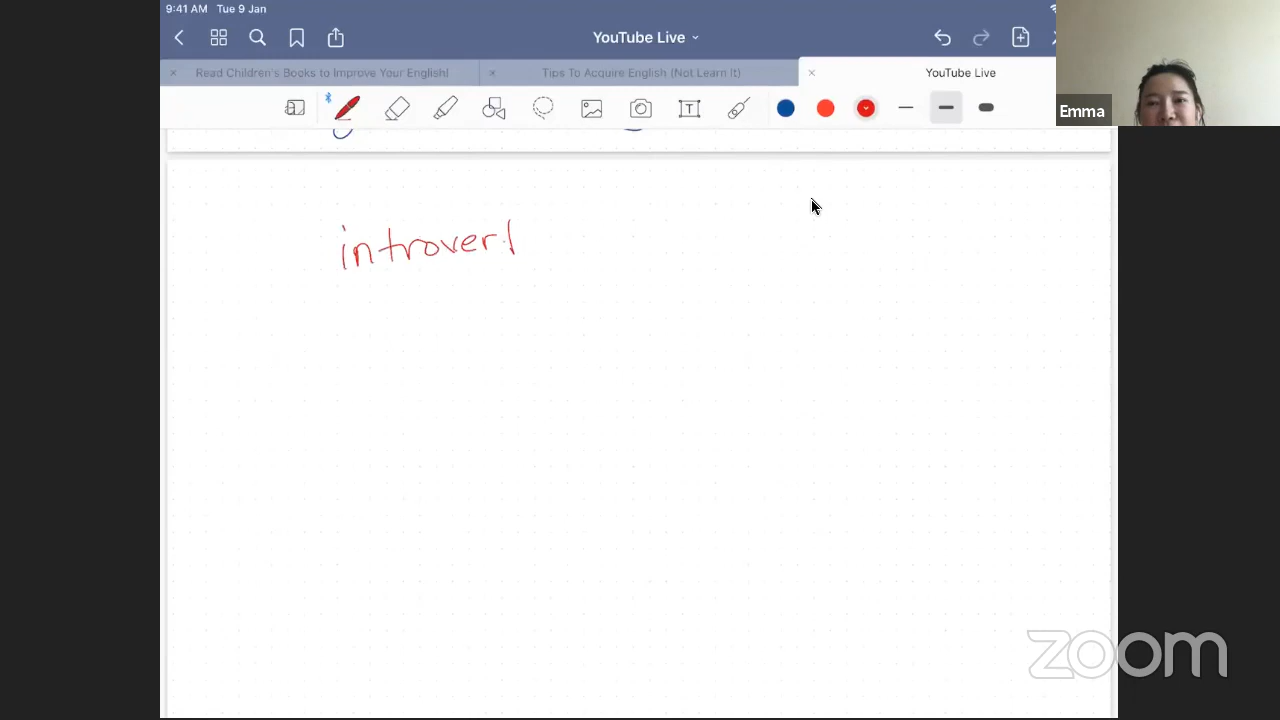 9:41 AM Tue 9 Jan
YouTube Live
Read Children's Books to Improve Your English!
Tips To Acquire English (Not Learn It)
YouTube Live
T
Emma
introvert
zoom